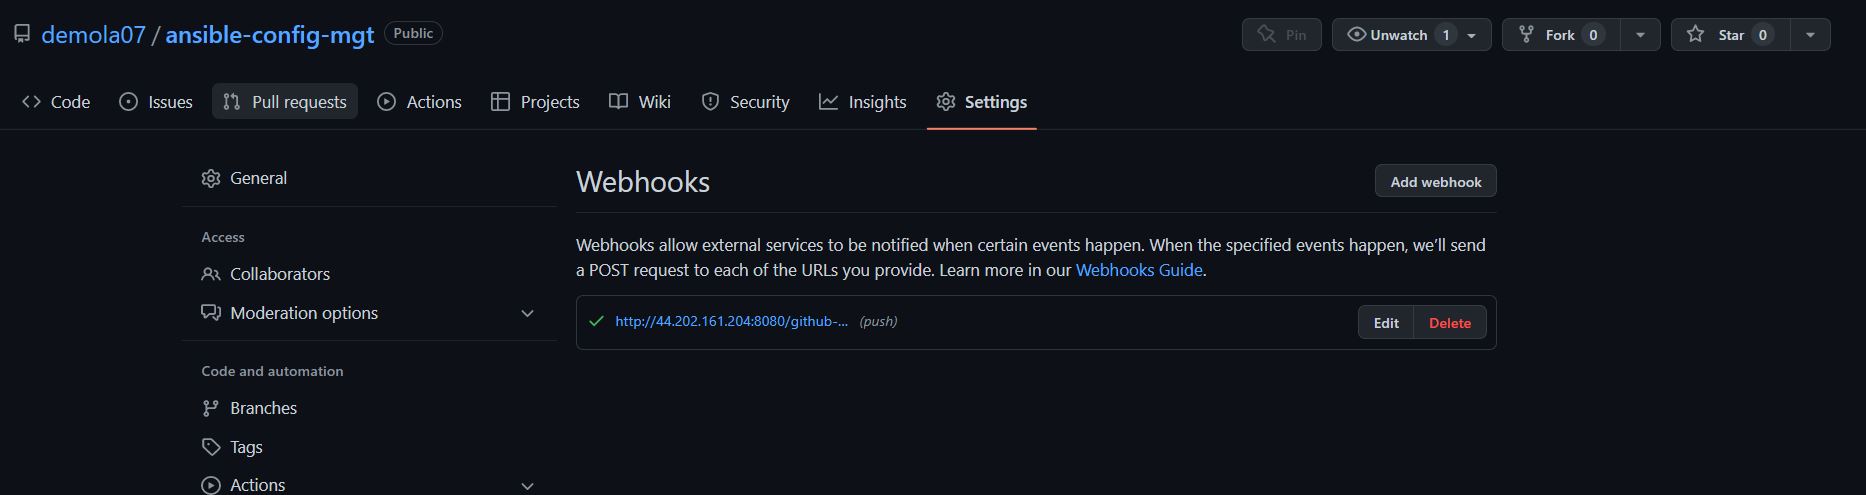 demola07 / ansible-config-mgt Public
Pin Unwatch 1 Fork 0 Star 0
Code Issues Pull requests Actions Projects Wiki Security Insights Settings
General
Access
Collaborators
Moderation options
Code and automation
Branches
Tags
Actions
Webhooks
Add webhook
Webhooks allow external services to be notified when certain events happen. When the specified events happen, we’ll send
a POST request to each of the URLs you provide. Learn more in our Webhooks Guide.
http://44.202.161.204:8080/github-... (push)
Edit Delete